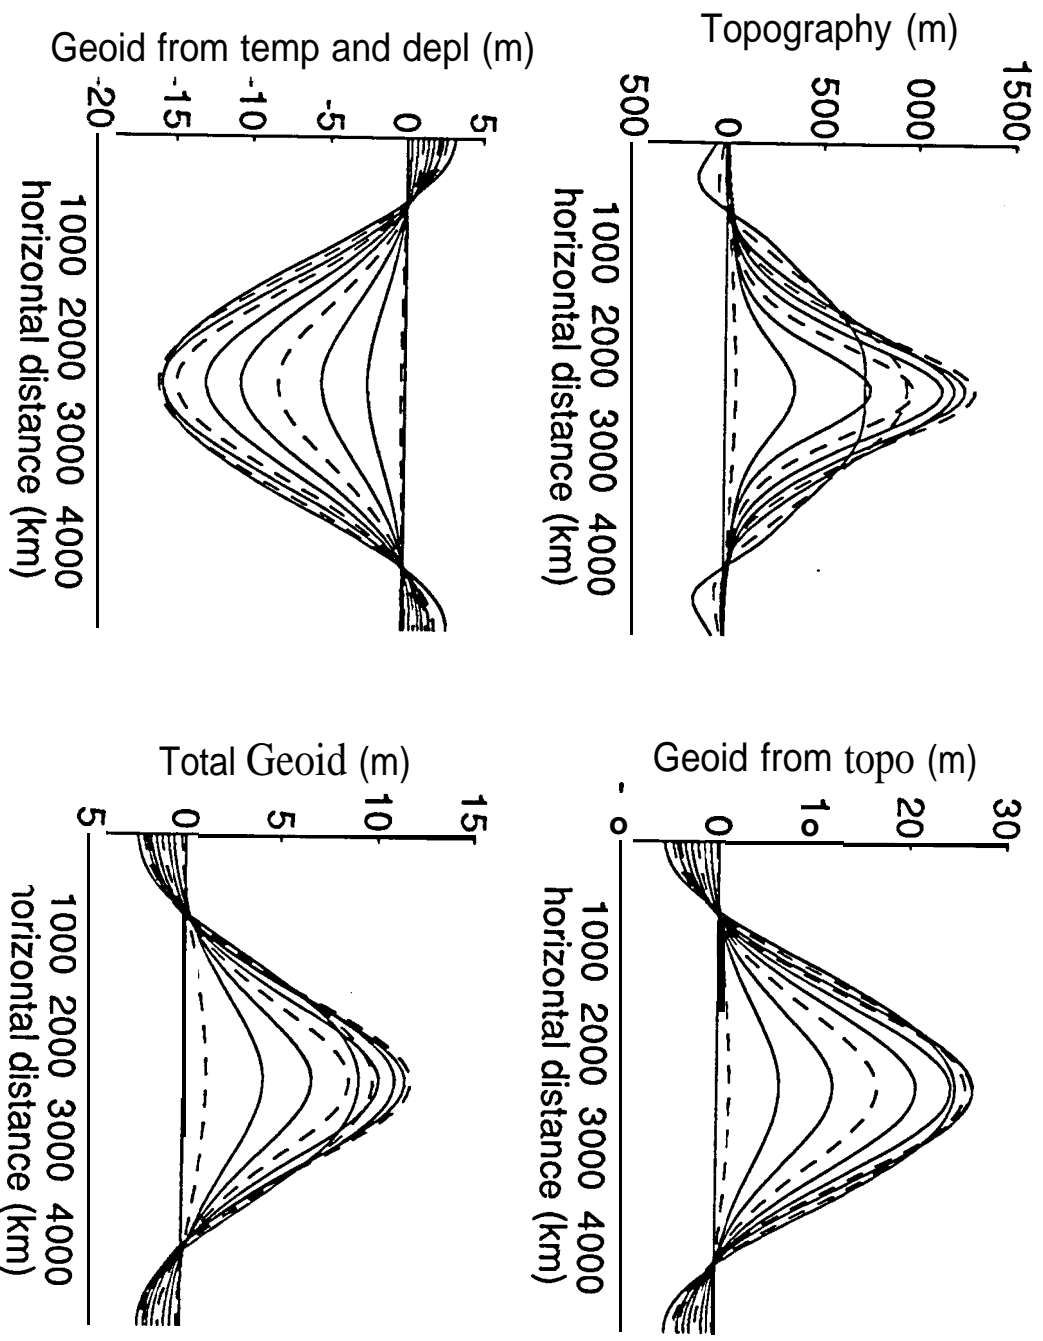 Topography (m)
1500
000
500
0
500
1000 2000 3000 4000
horizontal distance (km)
Geoid from temp and depl (m)
5
0
-5
-10
-15
-20
1000 2000 3000 4000
horizontal distance (km)
Geoid from topo (m)
30
20
1o
0
-o
1000 2000 3000 4000
horizontal distance (km)
Total Geoid (m)
15
10
5
0
5
1000 2000 3000 4000
horizontal distance (km)